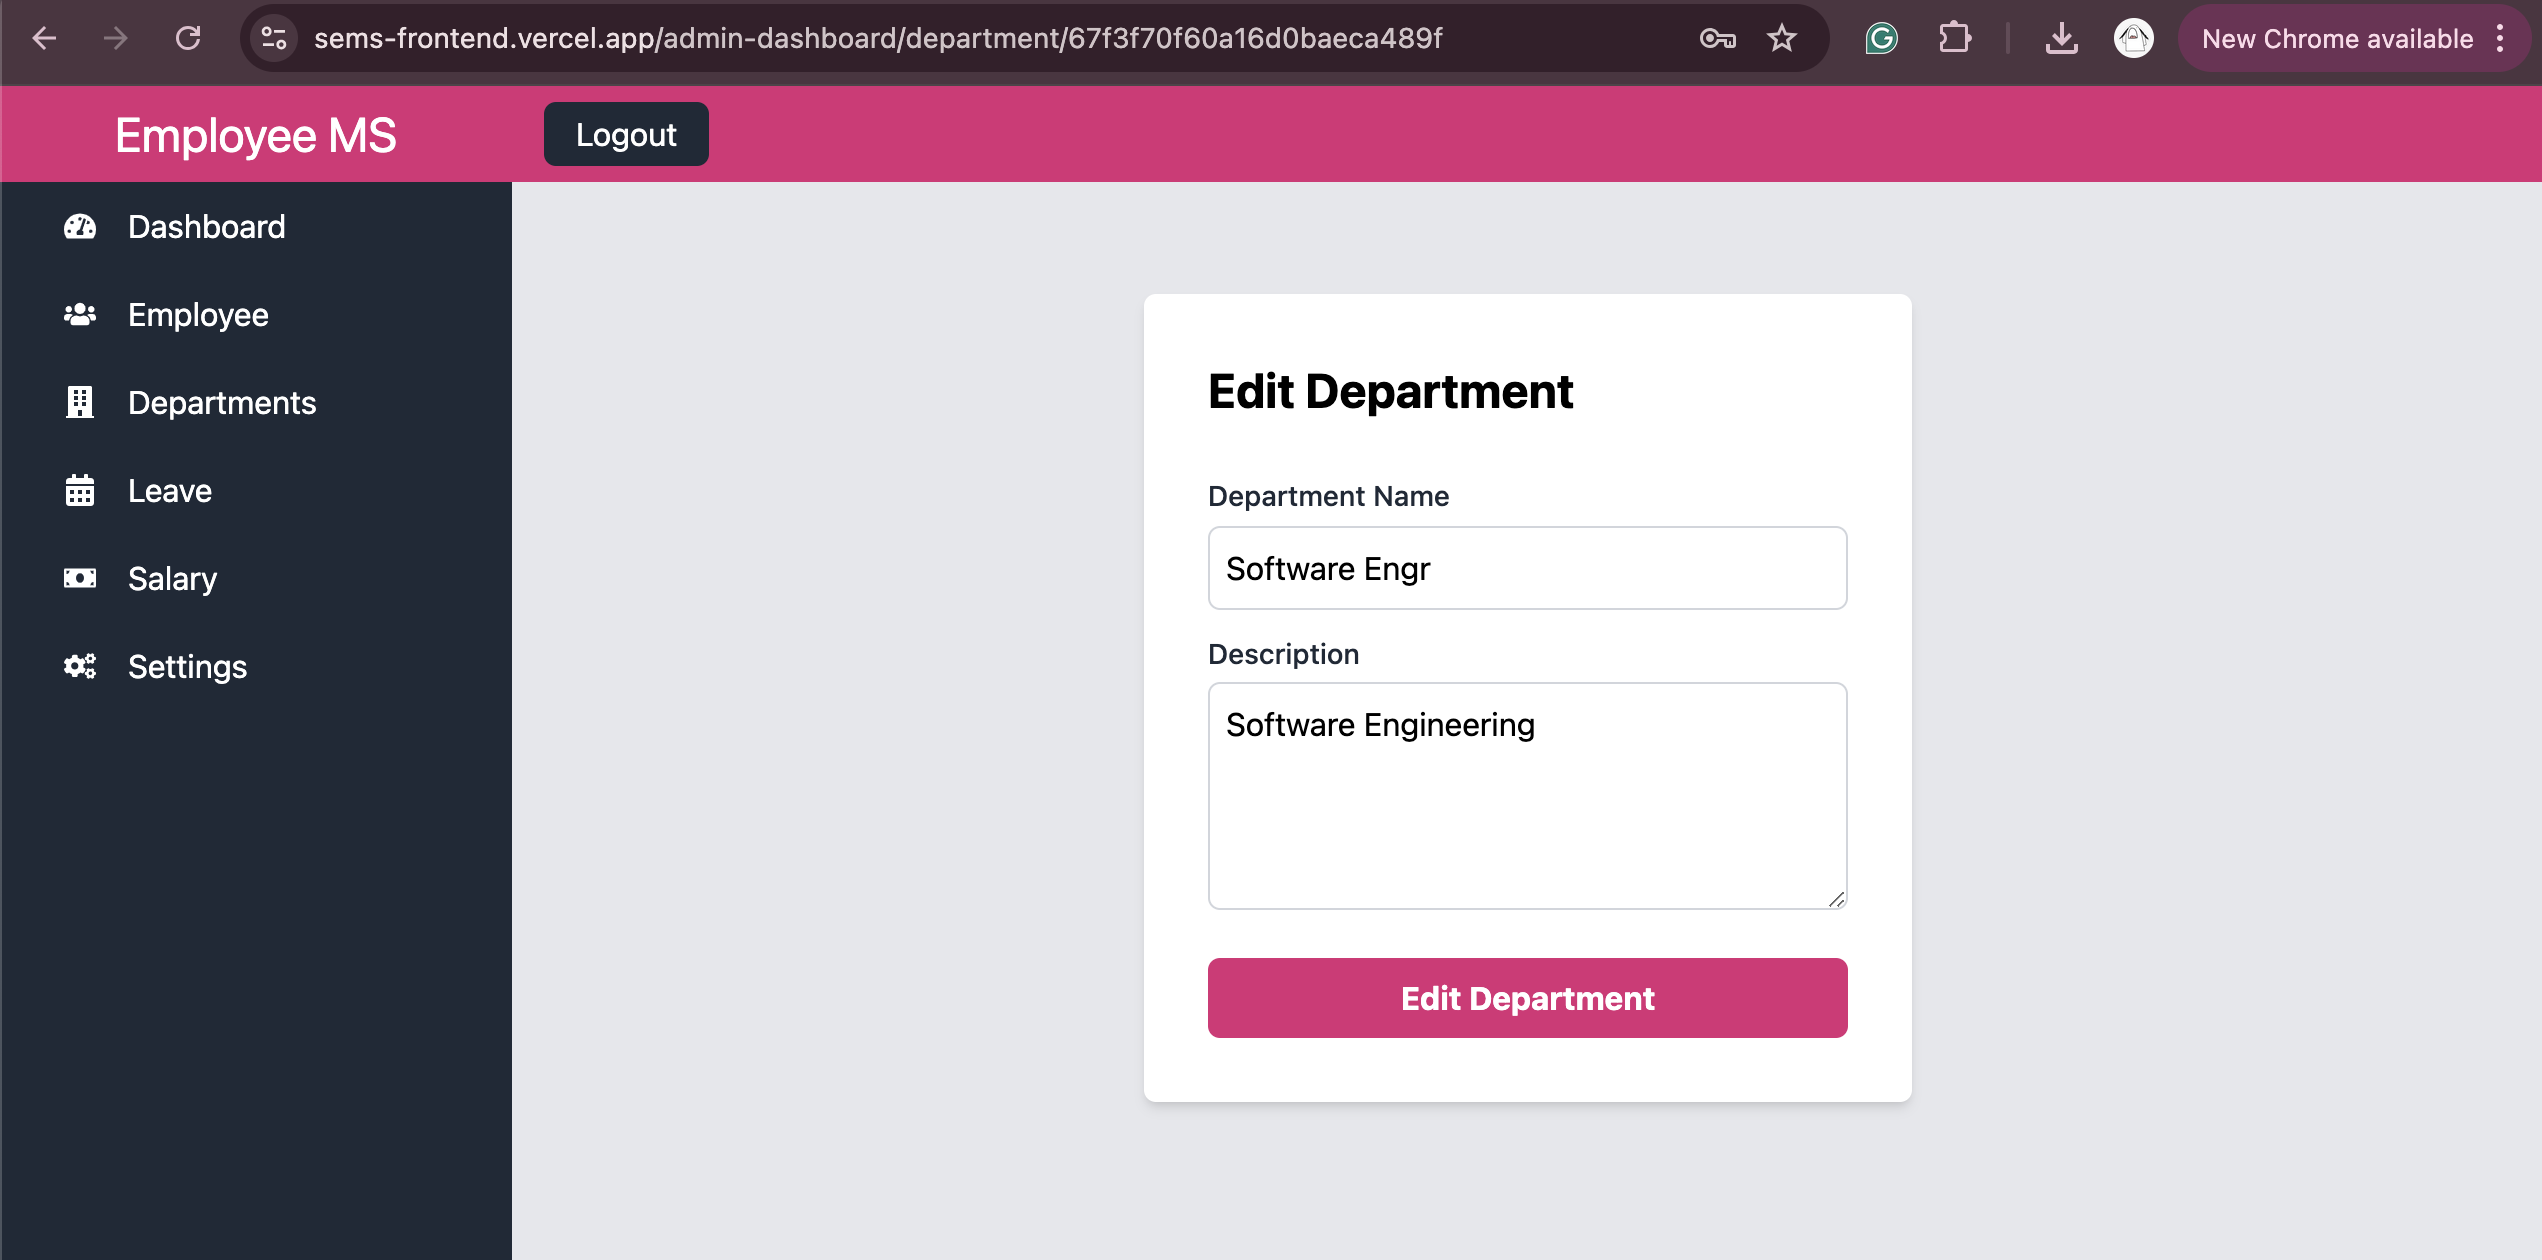 sems-frontend.vercel.app/admin-dashboard/department/67f3f70f60a16d0baeca489f
New Chrome available
Employee MS
Logout
Dashboard
Employee
Departments
Leave
Salary
Settings
Edit Department
Department Name
Software Engr
Description
Software Engineering
Edit Department